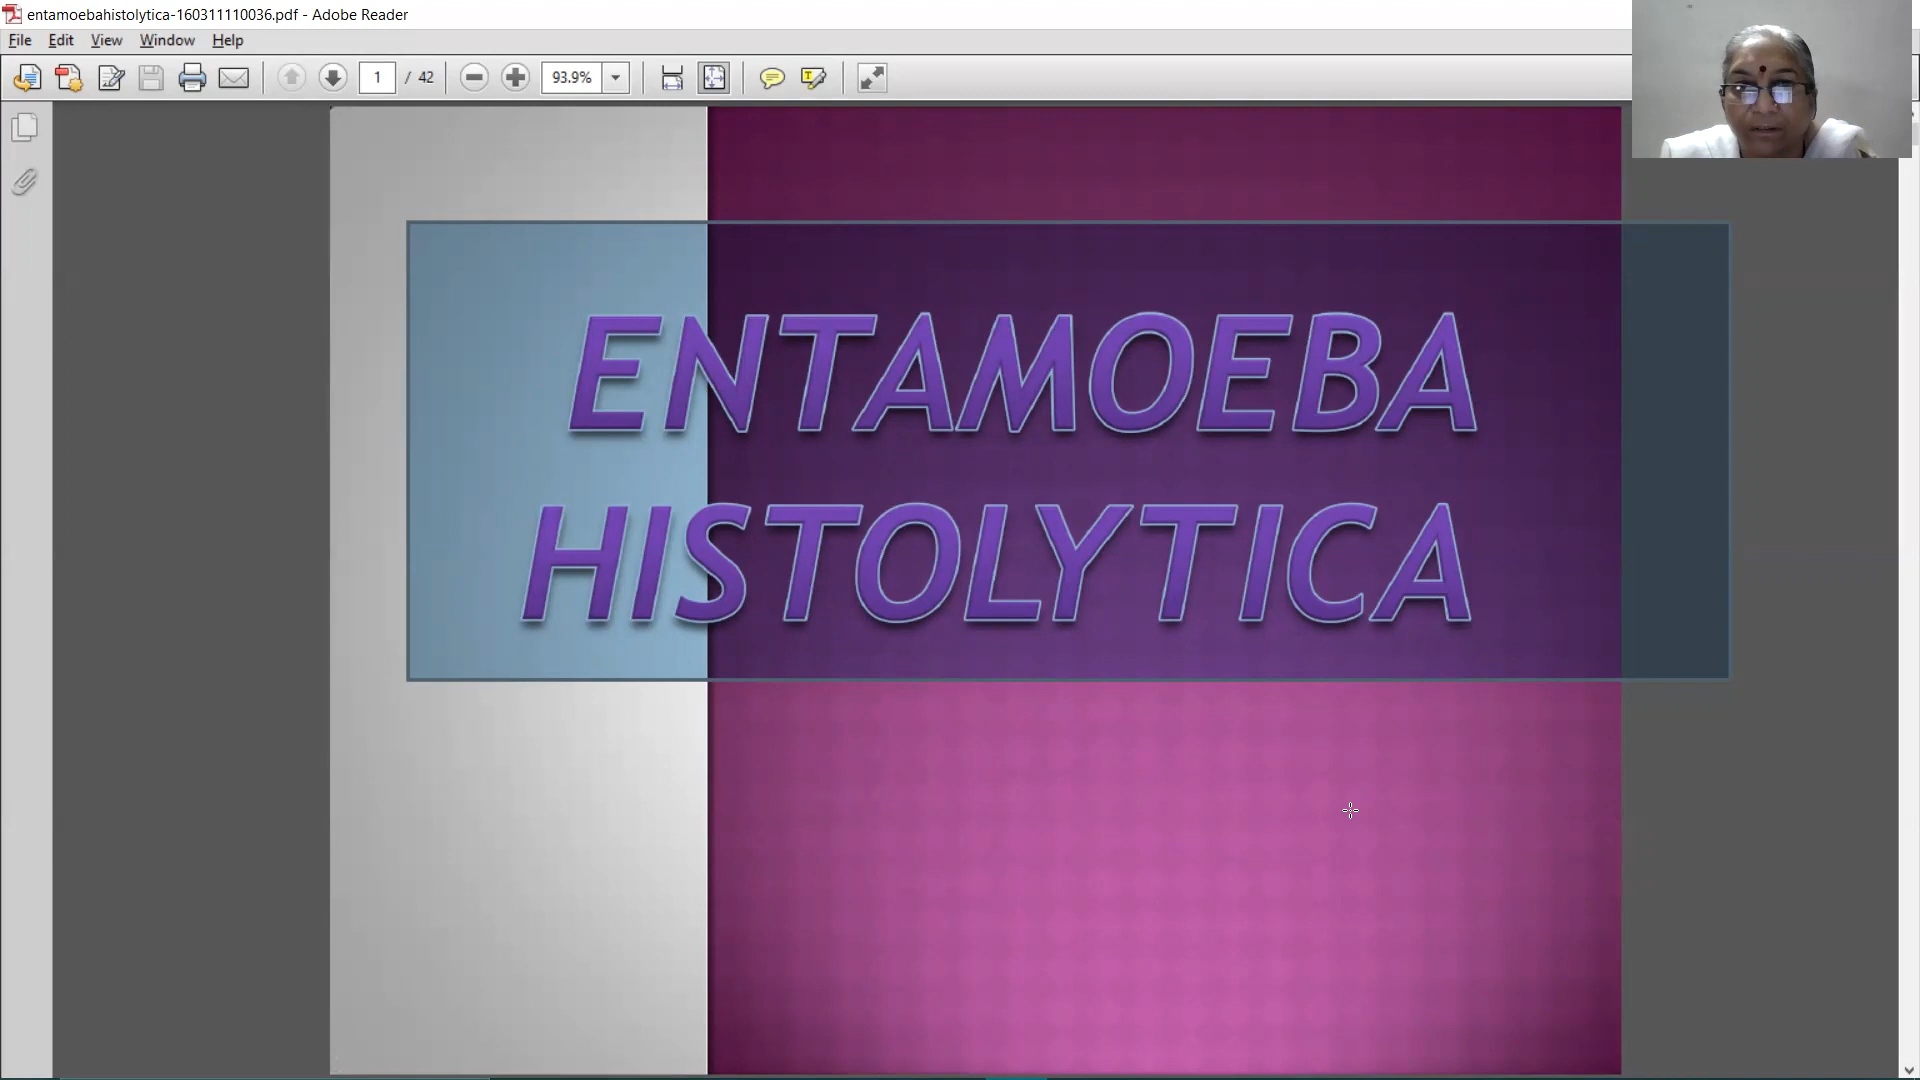 entamoebahistolytica-160311110036.pdf - Adobe Reader
File Edit View Window Help
1 / 42 93.9%
ENTAMOEBA
HISTOLYTICA